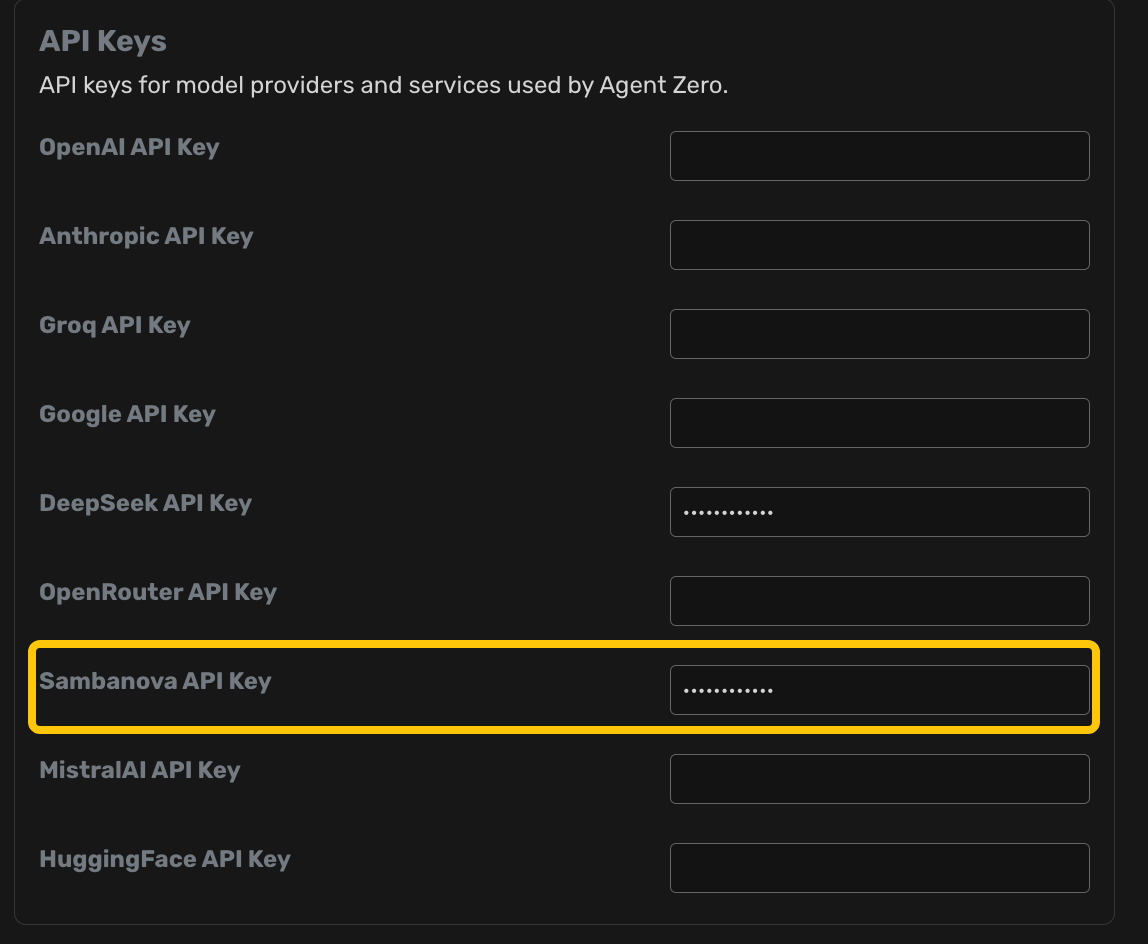 API Keys
API keys for model providers and services used by Agent Zero.
OpenAI API Key
Anthropic API Key
Groq API Key
Google API Key
DeepSeek API Key ••••••••••••
OpenRouter API Key
Sambanova API Key ••••••••••••
MistralAI API Key
HuggingFace API Key